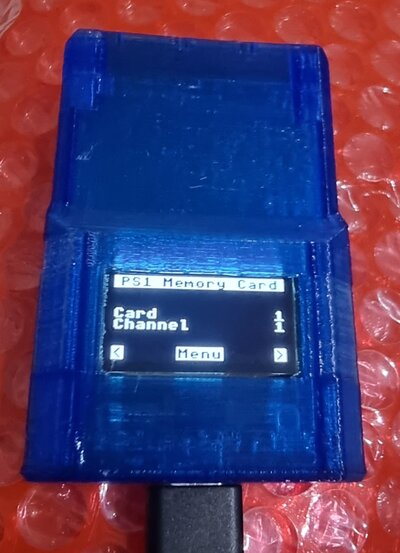 PS1 Memory Card
Card 1
Channel 1
< Menu >